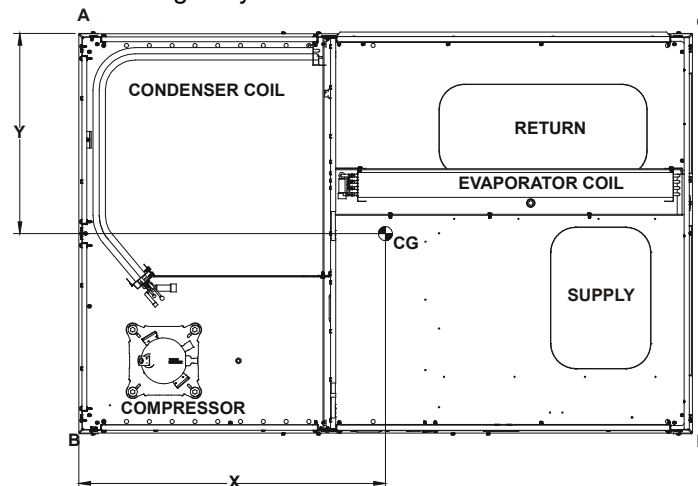 A
CONDENSER COIL
RETURN
Y
EVAPORATOR COIL
CG
SUPPLY
COMPRESSOR
B
X